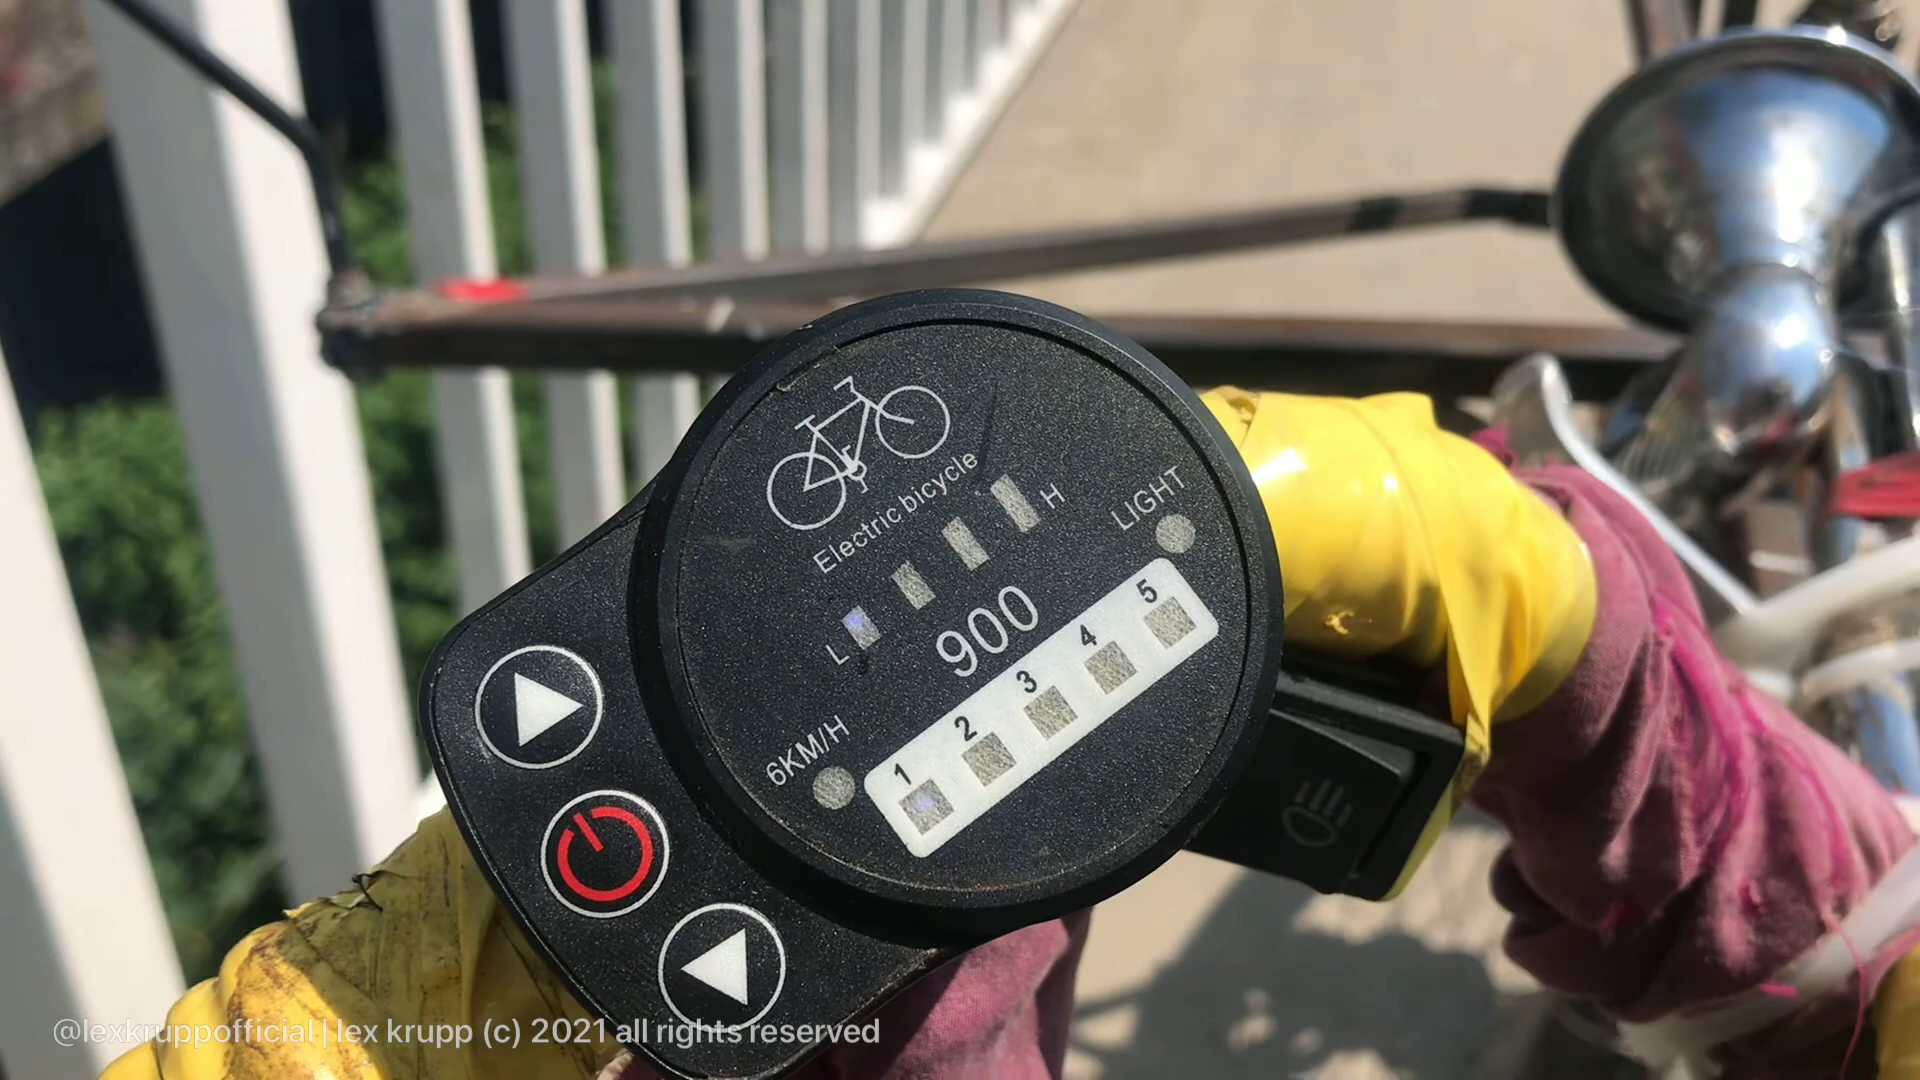 Electric bicycle
L H
LIGHT
900
6KM/H
1 2 3 4 5
@lexkruppofficial | lex krupp (c) 2021 all rights reserved